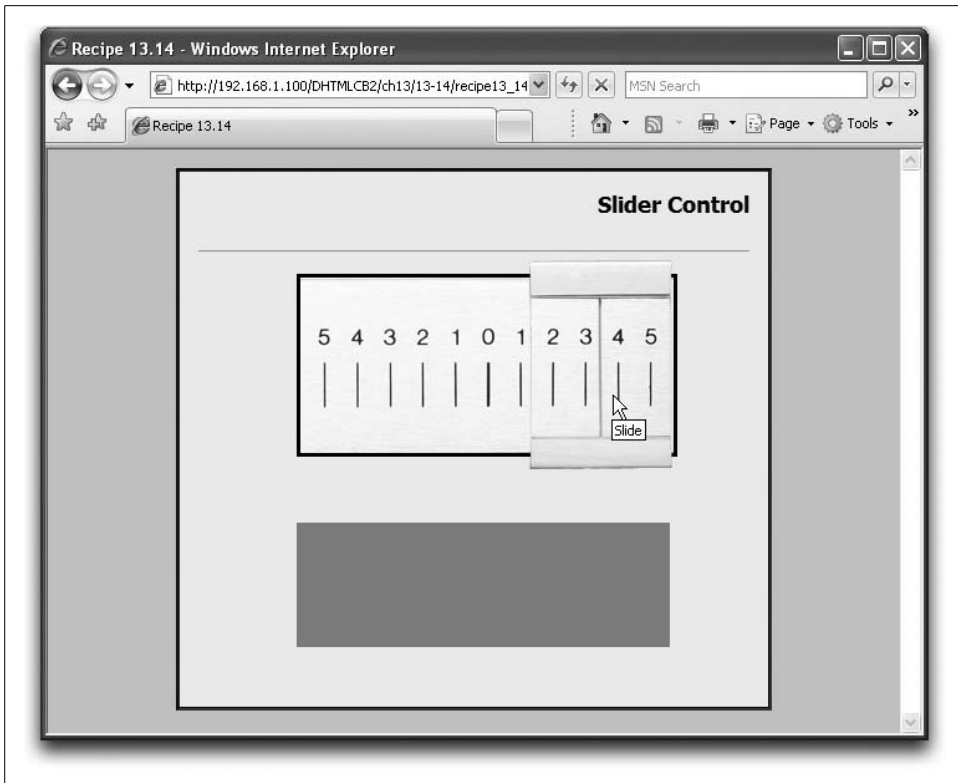 Recipe 13.14 - Windows Internet Explorer
http://192.168.1.100/DHTMLCB2/ch13/13-14/recipe13_14
MSN Search
Recipe 13.14
Page
Tools
»
Slider Control
5 4 3 2 1 0 1 2 3 4 5
Slide